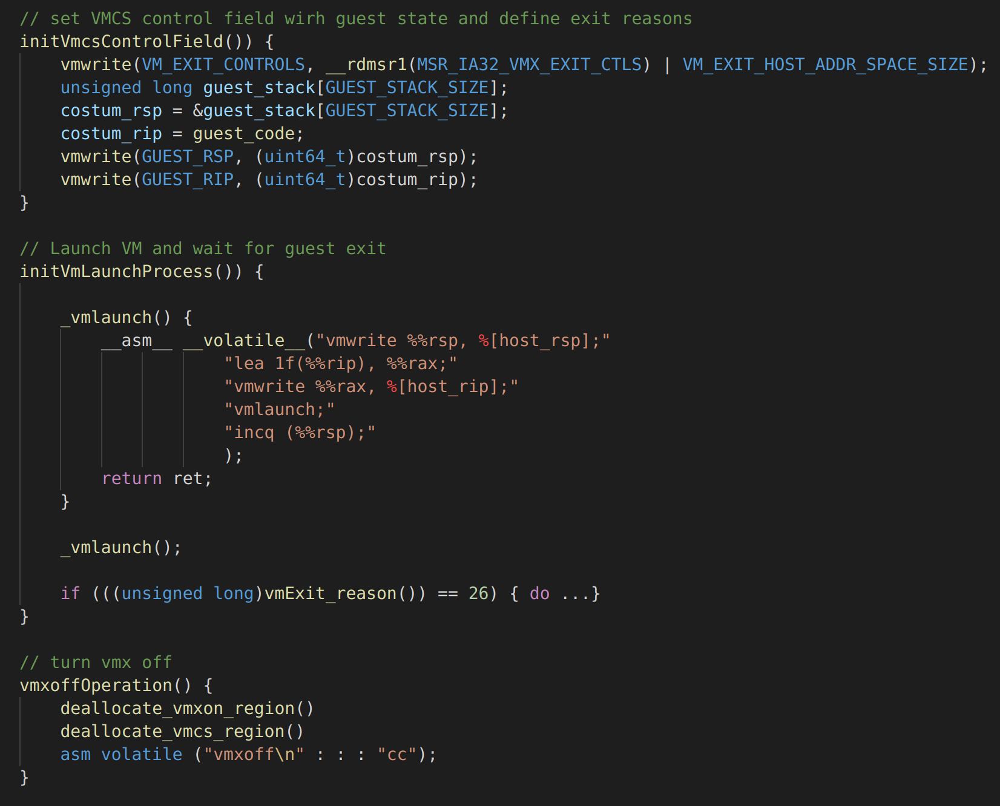 // set VMCS control field wirh guest state and define exit reasons
initVmcsControlField()) {
    vmwrite(VM_EXIT_CONTROLS, __rdmsr1(MSR_IA32_VMX_EXIT_CTLS) | VM_EXIT_HOST_ADDR_SPACE_SIZE);
    unsigned long guest_stack[GUEST_STACK_SIZE];
    costum_rsp = &guest_stack[GUEST_STACK_SIZE];
    costum_rip = guest_code;
    vmwrite(GUEST_RSP, (uint64_t)costum_rsp);
    vmwrite(GUEST_RIP, (uint64_t)costum_rip);
}

// Launch VM and wait for guest exit
initVmLaunchProcess()) {

    _vmlaunch() {
        __asm__ __volatile__("vmwrite %%rsp, %[host_rsp];"
                    "lea 1f(%%rip), %%rax;"
                    "vmwrite %%rax, %[host_rip];"
                    "vmlaunch;"
                    "incq (%%rsp);"
                    );
        return ret;
    }

    _vmlaunch();

    if (((unsigned long)vmExit_reason()) == 26) { do ...}
}

// turn vmx off
vmxoffOperation() {
    deallocate_vmxon_region()
    deallocate_vmcs_region()
    asm volatile ("vmxoff\n" : : : "cc");
}